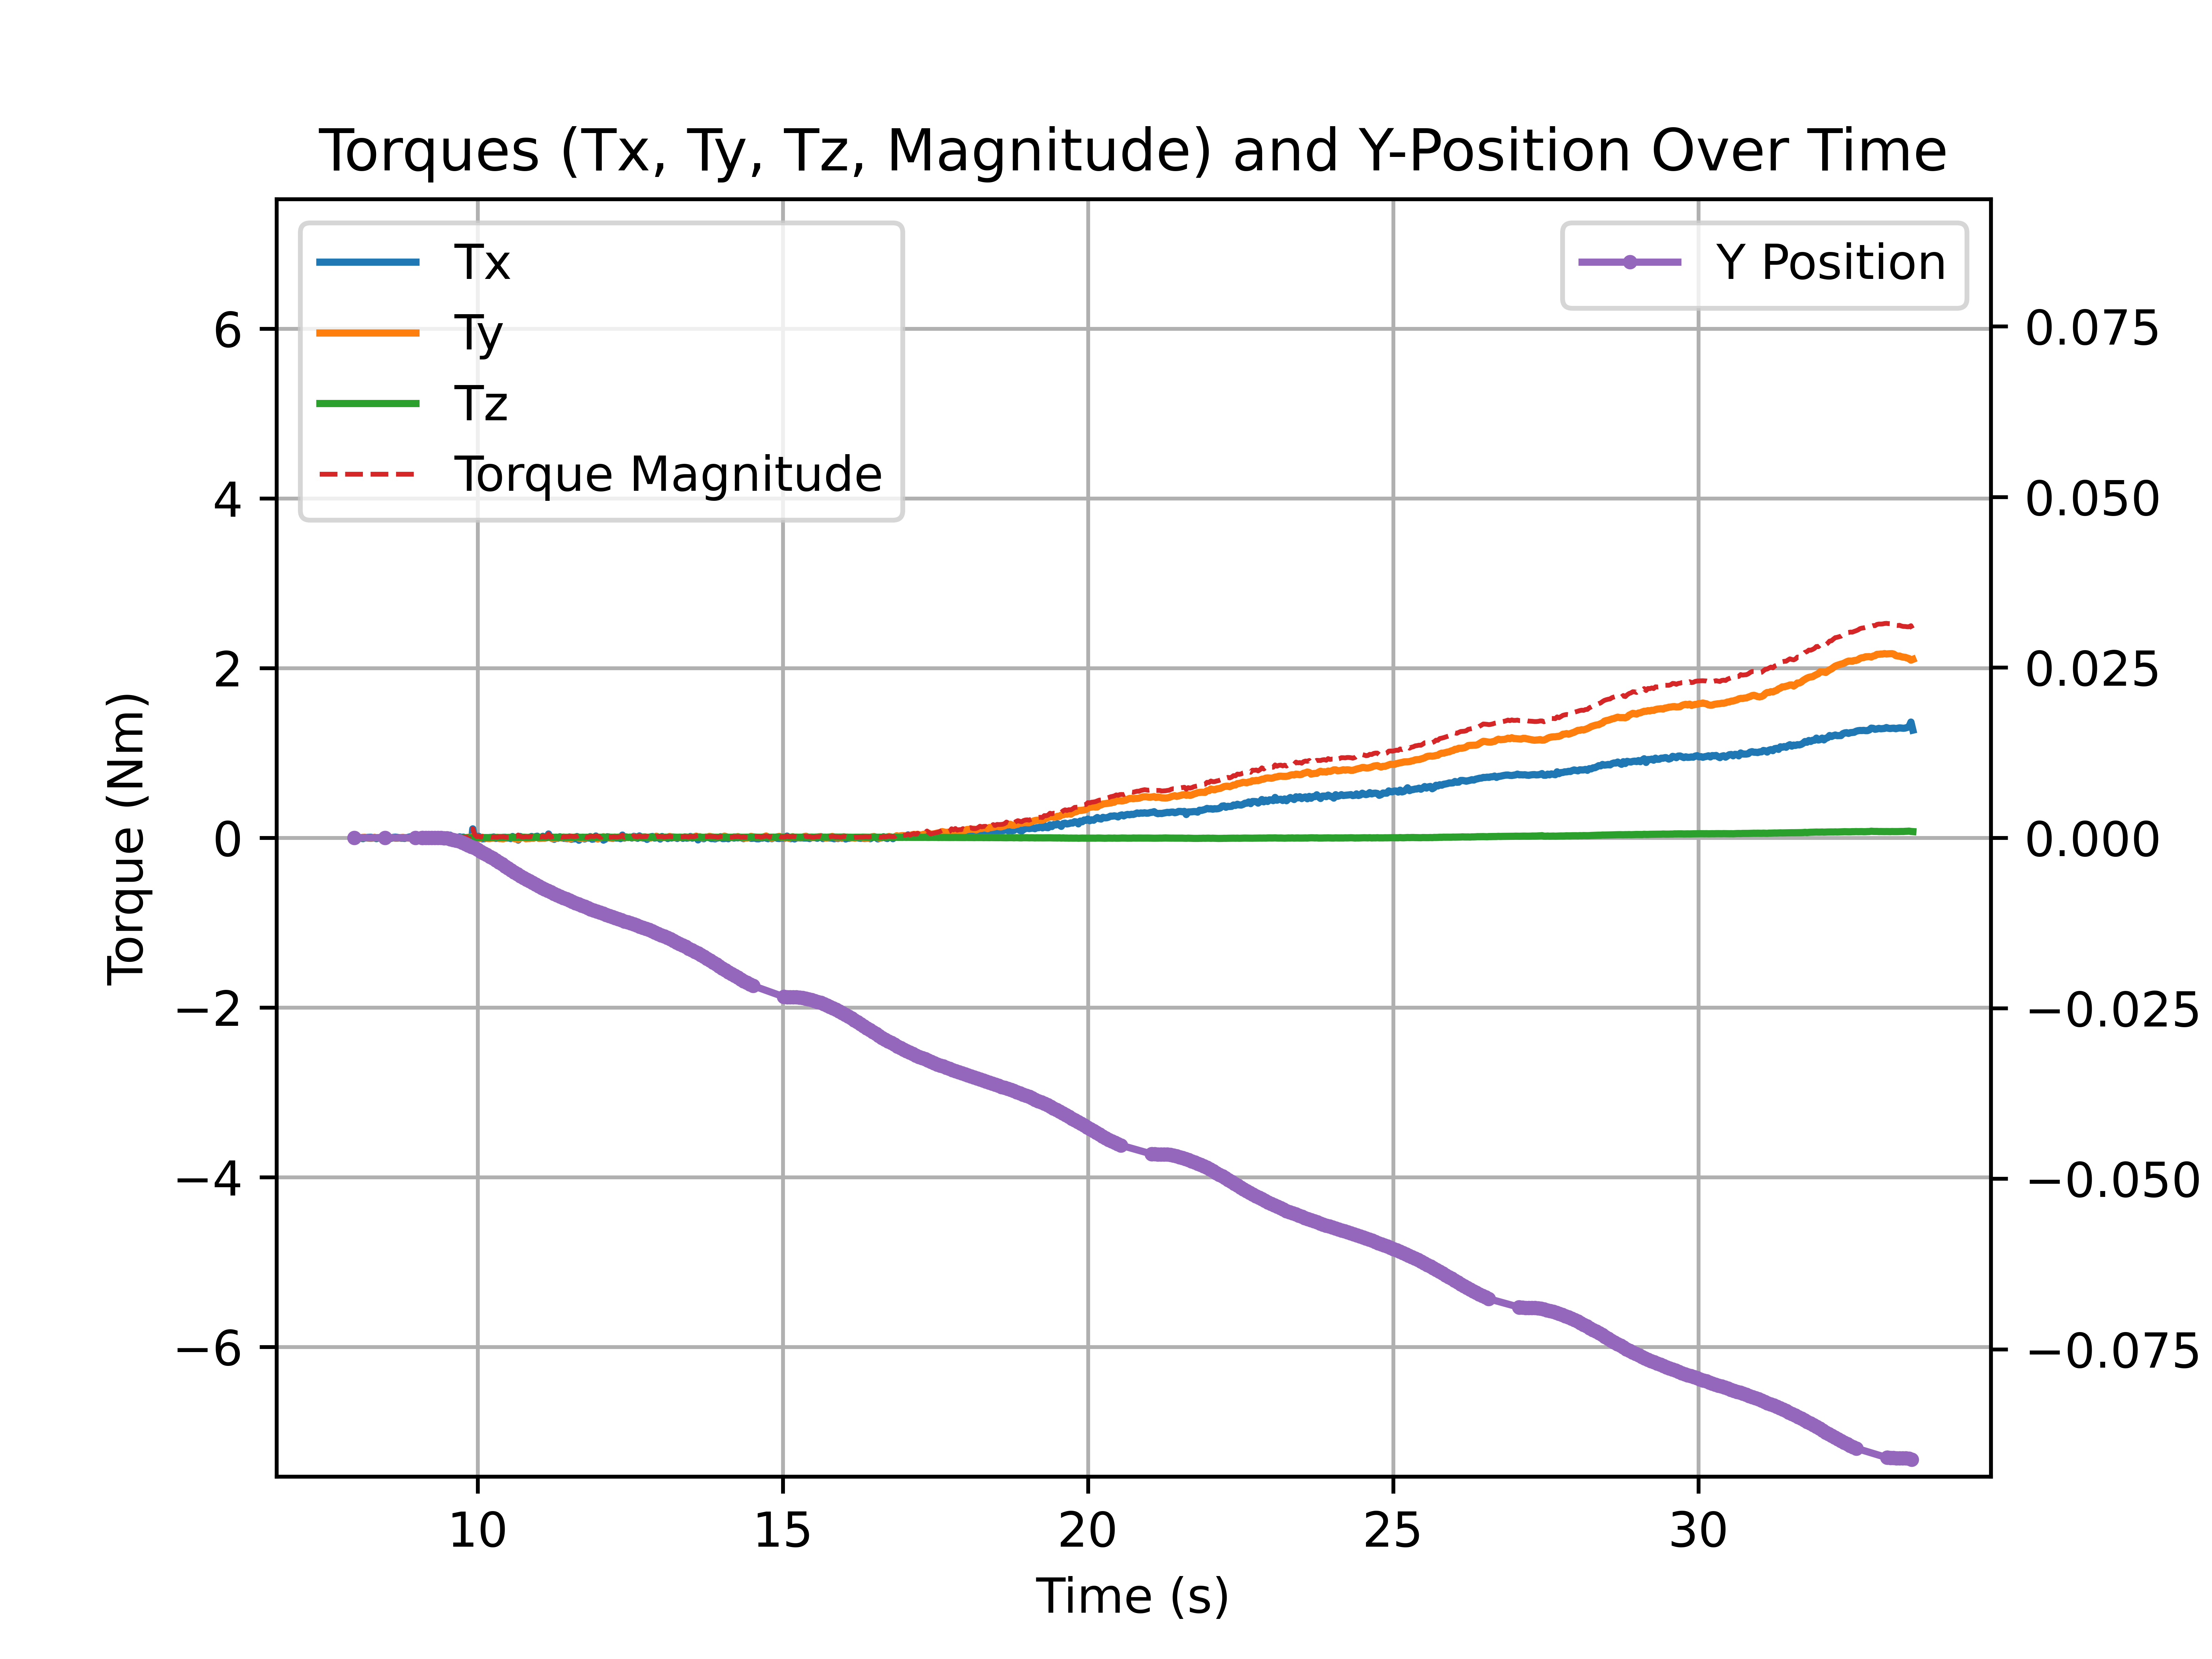 Torques (Tx, Ty, Tz, Magnitude) and Y-Position Over Time
Tx
Ty
Tz
Torque Magnitude
Y Position
6
4
2
0
−2
−4
−6
Torque (Nm)
0.075
0.050
0.025
0.000
−0.025
−0.050
−0.075
10 15 20 25 30
Time (s)